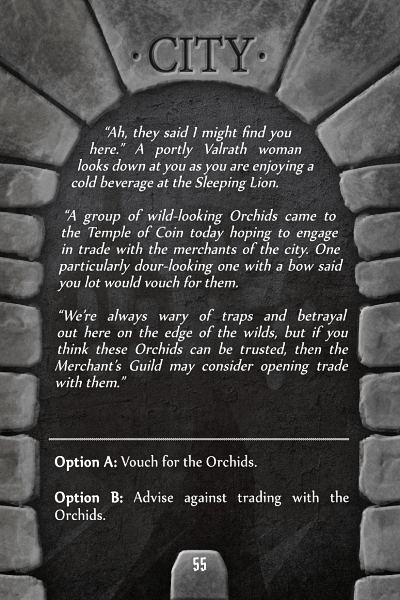 ·CITY·
“Ah, they said I might find you
here.” A portly Valrath woman
looks down at you as you are enjoying a
cold beverage at the Sleeping Lion.
“A group of wild-looking Orchids came to
the Temple of Coin today hoping to engage
in trade with the merchants of the city. One
particularly dour-looking one with a bow said
you lot would vouch for them.
“We’re always wary of traps and betrayal
out here on the edge of the wilds, but if you
think these Orchids can be trusted, then the
Merchant’s Guild may consider opening trade
with them.”
Option A: Vouch for the Orchids.
Option B: Advise against trading with the
Orchids.
55